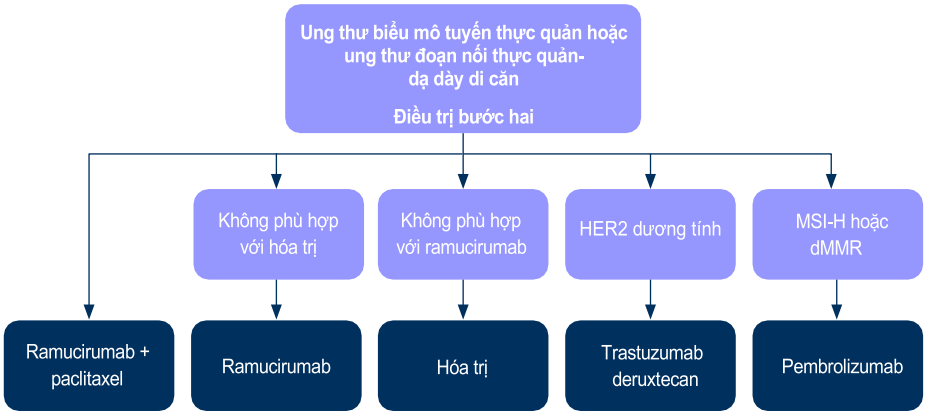 Ung thư biểu mô tuyến thực quản hoặc
ung thư đoạn nối thực quản-
dạ dày di căn
Điều trị bước hai
Không phù hợp
với hóa trị
Không phù hợp
với ramucirumab
HER2 dương tính
MSI-H hoặc
dMMR
Ramucirumab +
paclitaxel
Ramucirumab
Hóa trị
Trastuzumab
deruxtecan
Pembrolizumab